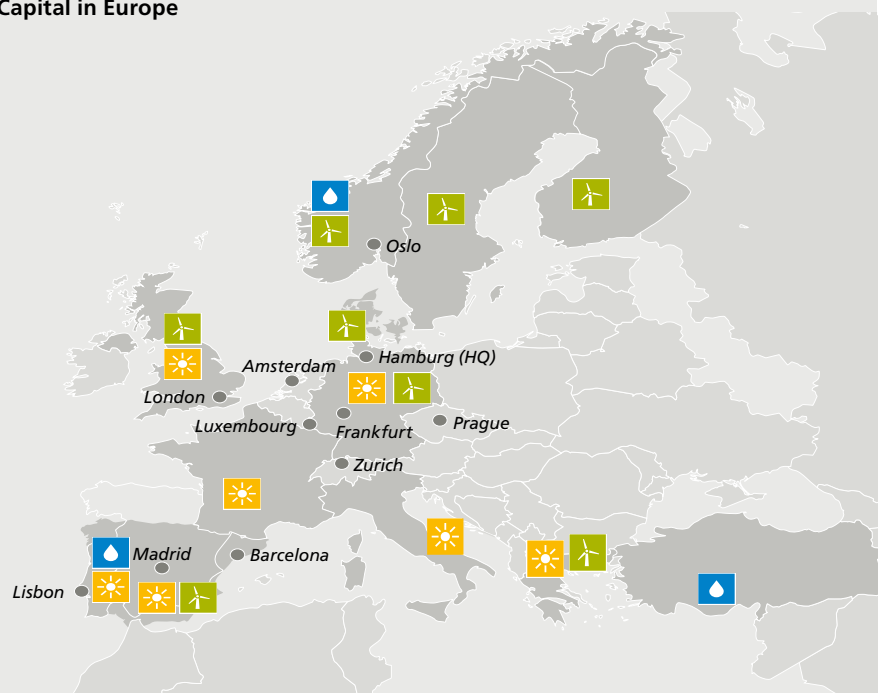 Capital in Europe
Oslo
Hamburg (HQ)
Amsterdam
London
Luxembourg
Frankfurt
Prague
Zurich
Madrid
Barcelona
Lisbon